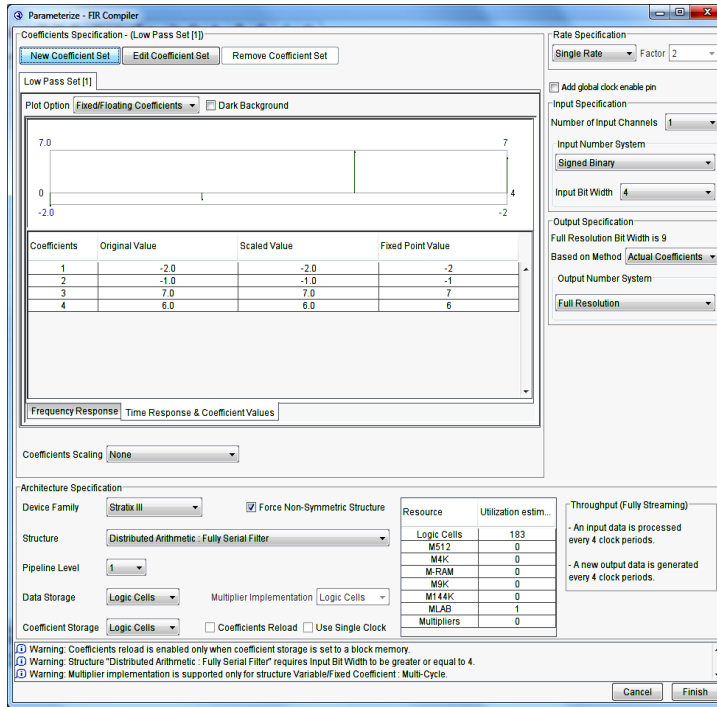 Parameterize - FIR Compiler
Coefficients Specification - (Low Pass Set [1])
New Coefficient Set Edit Coefficient Set Remove Coefficient Set
Low Pass Set [1]
Plot Option Fixed/Floating Coefficients Dark Background
7.0 7
0 4
-2.0 -2
Coefficients Original Value Scaled Value Fixed Point Value
1 -2.0 -2.0 -2
2 -1.0 -1.0 -1
3 7.0 7.0 7
4 6.0 6.0 6
Frequency Response Time Response & Coefficient Values
Coefficients Scaling None
Rate Specification
Single Rate Factor 2
Add global clock enable pin
Input Specification
Number of Input Channels 1
Input Number System
Signed Binary
Input Bit Width 4
Output Specification
Full Resolution Bit Width is 9
Based on Method Actual Coefficients
Output Number System
Full Resolution
Architecture Specification
Device Family Stratix III Force Non-Symmetric Structure
Structure Distributed Arithmetic : Fully Serial Filter
Pipeline Level 1
Data Storage Logic Cells Multiplier Implementation Logic Cells
Coefficient Storage Logic Cells Coefficients Reload Use Single Clock
Resource Utilization estim...
Logic Cells 183
M512 0
M4K 0
M-RAM 0
M9K 0
M144K 0
MLAB 1
Multipliers 0
Throughput (Fully Streaming)
- An input data is processed
every 4 clock periods.
- A new output data is generated
every 4 clock periods.
Warning: Coefficients reload is enabled only when coefficient storage is set to a block memory.
Warning: Structure "Distributed Arithmetic : Fully Serial Filter" requires Input Bit Width to be greater or equal to 4.
Warning: Multiplier implementation is supported only for structure Variable/Fixed Coefficient : Multi-Cycle.
Cancel Finish